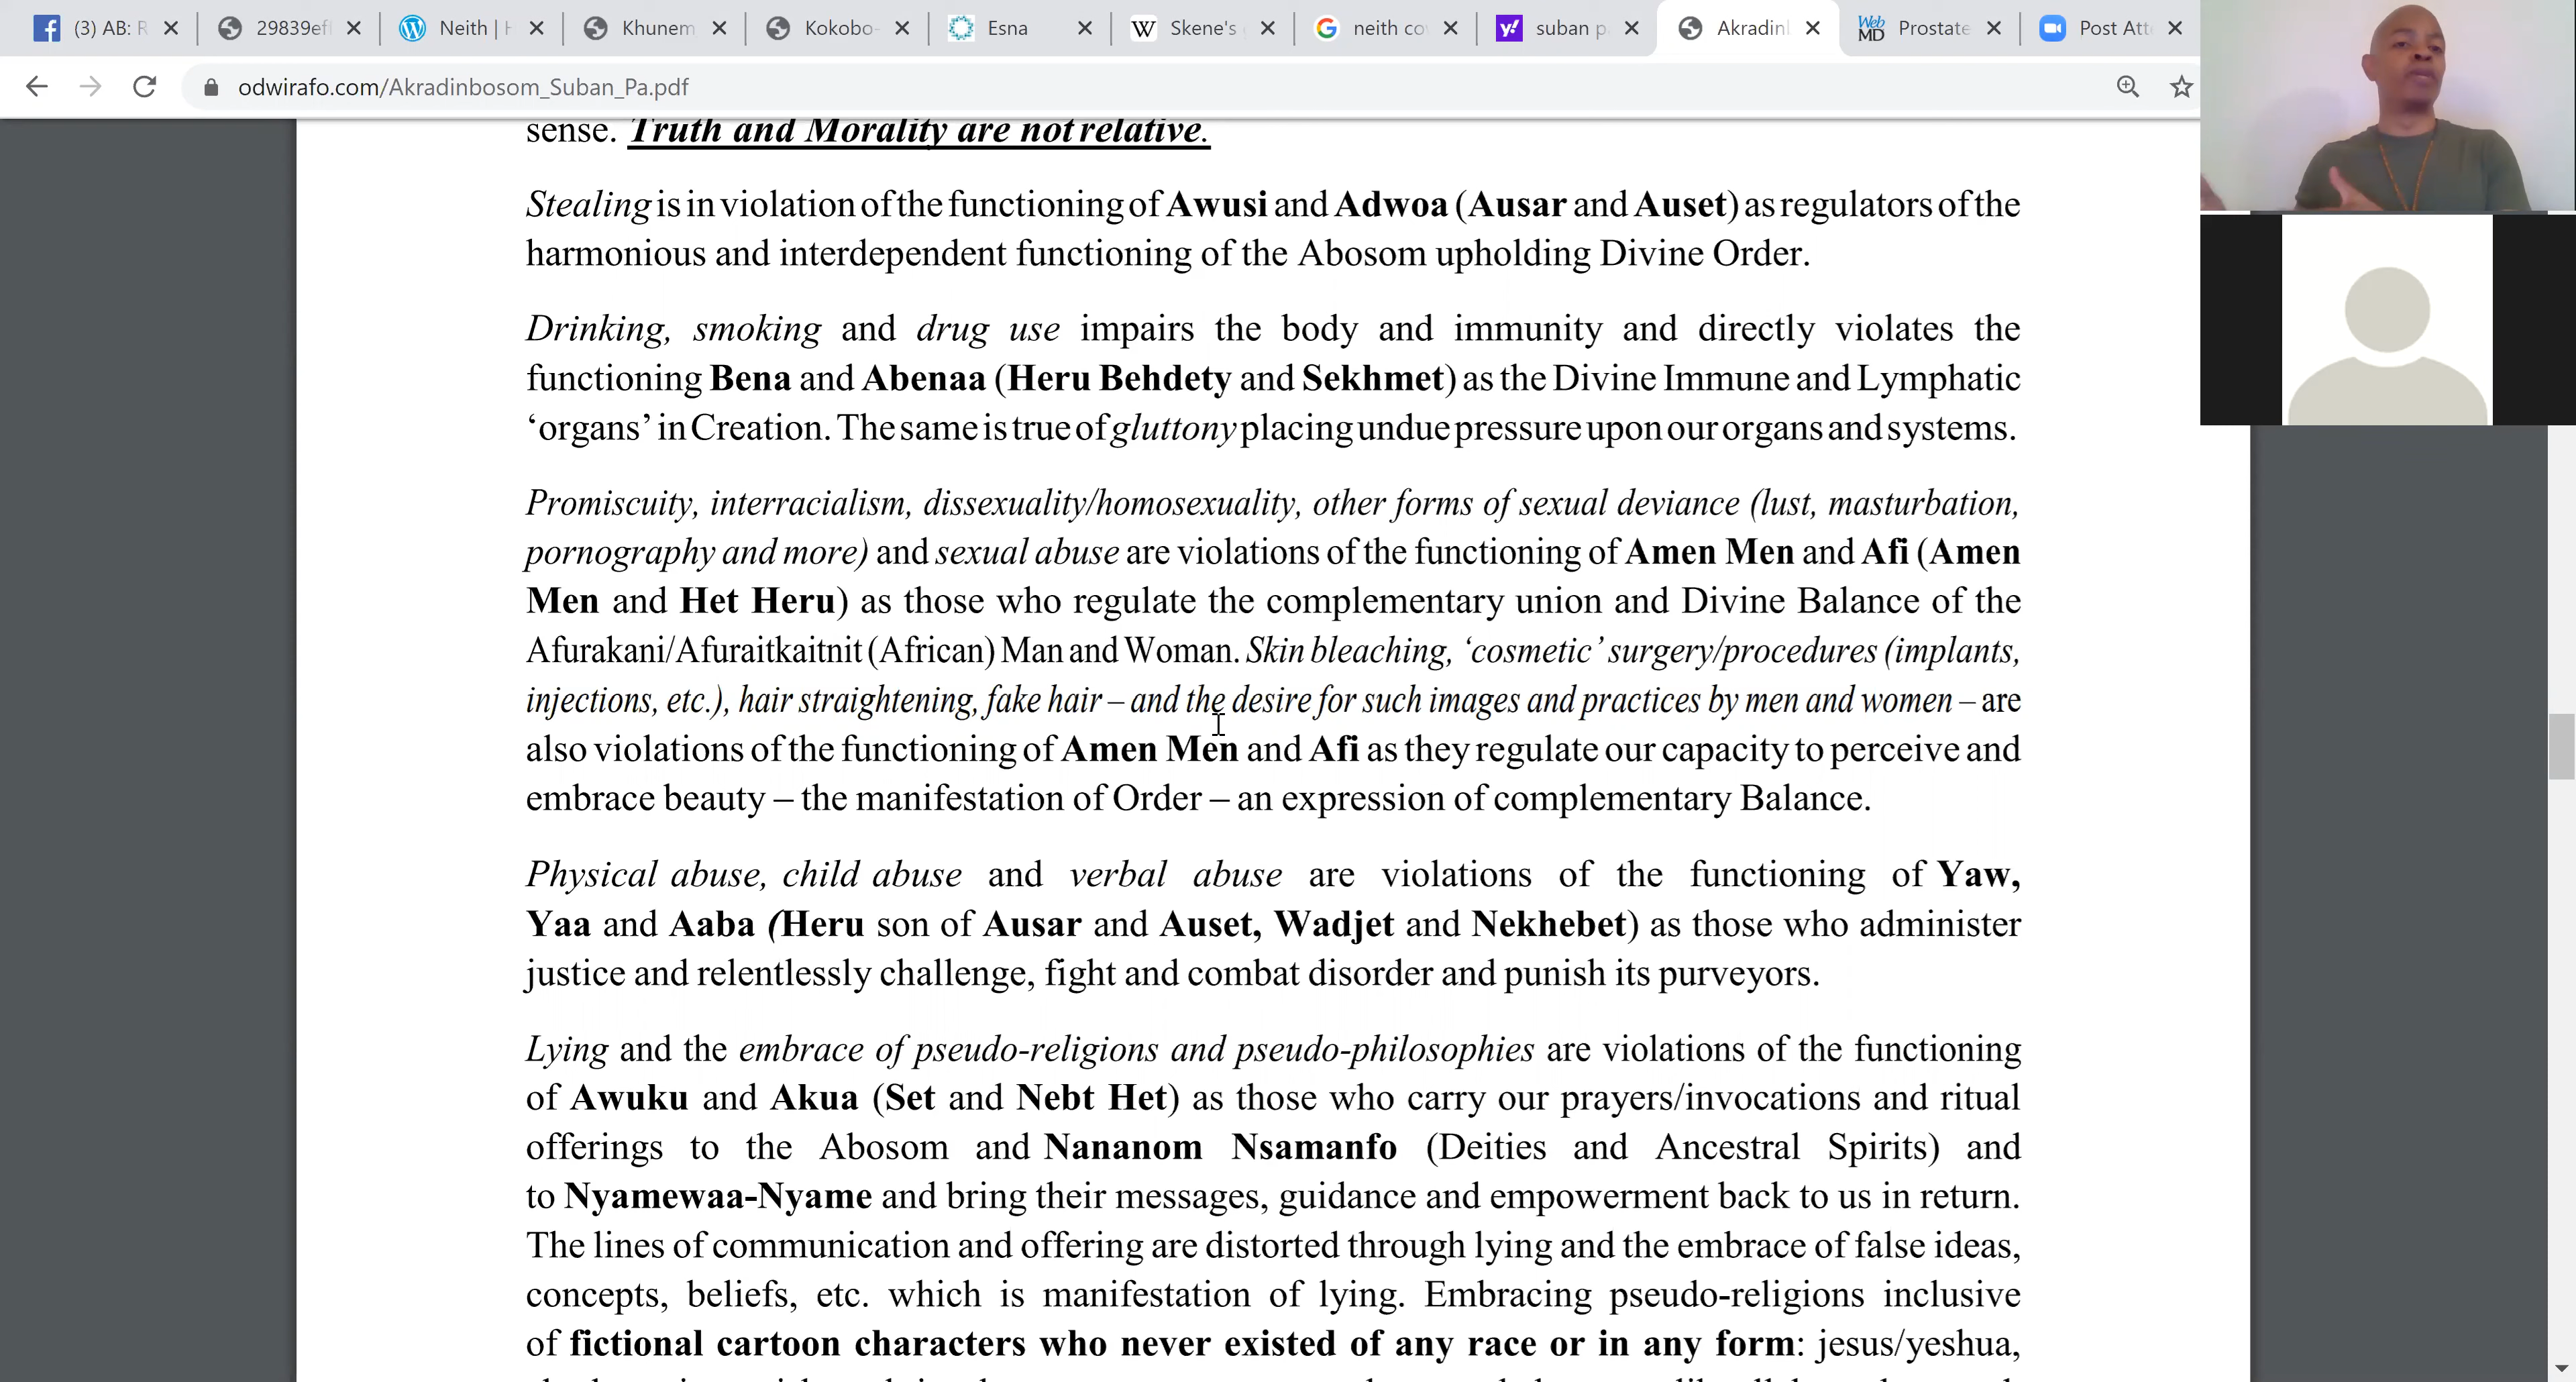 (3) AB: R
29839ef
Neith | H
Khunem
Kokobo-
Esna
Skene's
neith co
suban p
Akradin
Web MD Prostate
Post Att
odwirafo.com/Akradinbosom_Suban_Pa.pdf
sense. Truth and Morality are not relative.
Stealing is in violation of the functioning of Awusi and Adwoa (Ausar and Auset) as regulators of the
harmonious and interdependent functioning of the Abosom upholding Divine Order.
Drinking, smoking and drug use impairs the body and immunity and directly violates the
functioning Bena and Abenaa (Heru Behdety and Sekhmet) as the Divine Immune and Lymphatic
‘organs’ in Creation. The same is true of gluttony placing undue pressure upon our organs and systems.
Promiscuity, interracialism, dissexuality/homosexuality, other forms of sexual deviance (lust, masturbation,
pornography and more) and sexual abuse are violations of the functioning of Amen Men and Afi (Amen
Men and Het Heru) as those who regulate the complementary union and Divine Balance of the
Afurakani/Afuraitkaitnit (African) Man and Woman. Skin bleaching, ‘cosmetic’ surgery/procedures (implants,
injections, etc.), hair straightening, fake hair – and the desire for such images and practices by men and women – are
also violations of the functioning of Amen Men and Afi as they regulate our capacity to perceive and
embrace beauty – the manifestation of Order – an expression of complementary Balance.
Physical abuse, child abuse and verbal abuse are violations of the functioning of Yaw,
Yaa and Aaba (Heru son of Ausar and Auset, Wadjet and Nekhebet) as those who administer
justice and relentlessly challenge, fight and combat disorder and punish its purveyors.
Lying and the embrace of pseudo-religions and pseudo-philosophies are violations of the functioning
of Awuku and Akua (Set and Nebt Het) as those who carry our prayers/invocations and ritual
offerings to the Abosom and Nananom Nsamanfo (Deities and Ancestral Spirits) and
to Nyamewaa-Nyame and bring their messages, guidance and empowerment back to us in return.
The lines of communication and offering are distorted through lying and the embrace of false ideas,
concepts, beliefs, etc. which is manifestation of lying. Embracing pseudo-religions inclusive
of fictional cartoon characters who never existed of any race or in any form: jesus/yeshua,